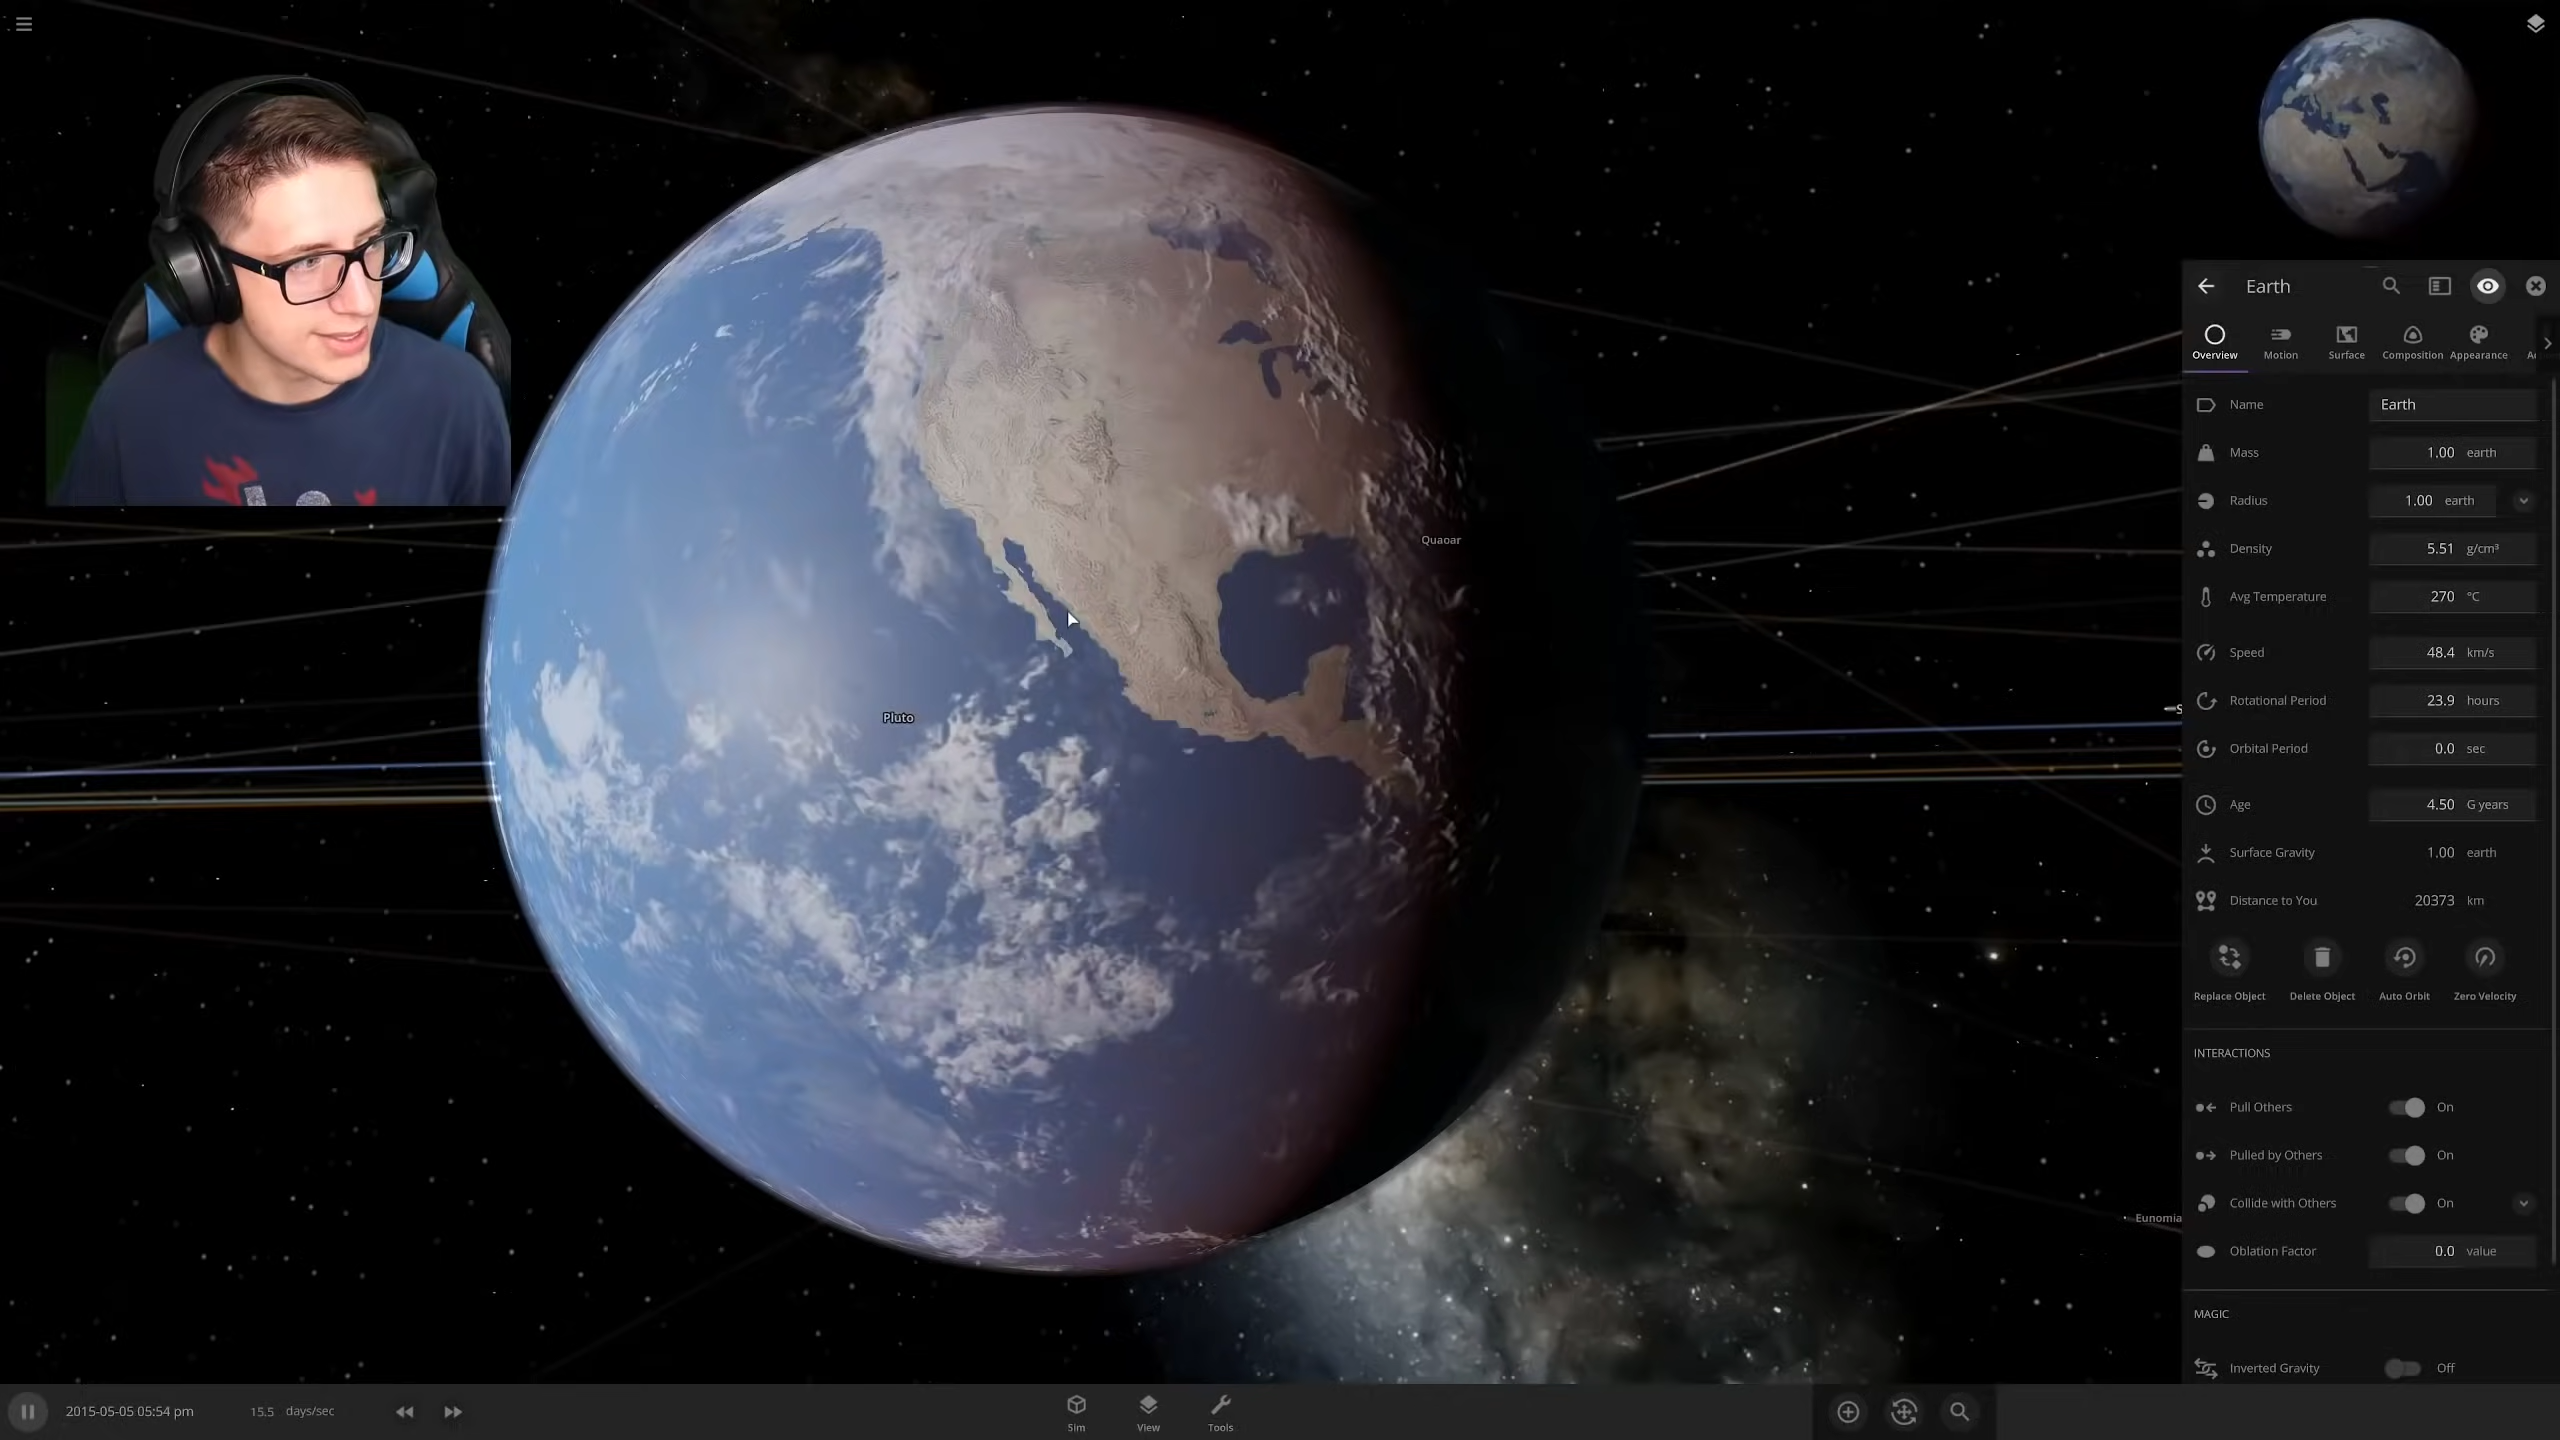 Earth
Overview
Motion
Surface
Composition
Appearance
Name Earth
Mass 1.00 earth
Radius 1.00 earth
Density 5.51 g/cm³
Avg Temperature 270 °C
Speed 48.4 km/s
Rotational Period 23.9 hours
Orbital Period 0.0 sec
Age 4.50 G years
Surface Gravity 1.00 earth
Distance to You 20373 km
Replace Object
Delete Object
Auto Orbit
Zero Velocity
INTERACTIONS
Pull Others On
Pulled by Others On
Collide with Others On
Oblation Factor 0.0 value
MAGIC
Inverted Gravity Off
Quaoar
Pluto
Eunomia
2015-05-05 05:54 pm
15.5 days/sec
Sim
View
Tools